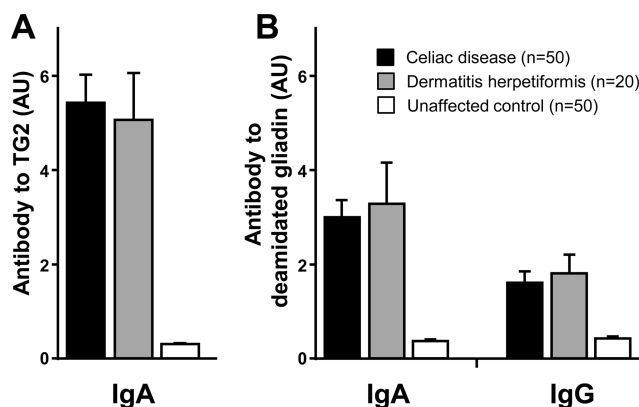 A
Antibody to TG2 (AU)
6
4
2
0
IgA
B
Antibody to
deamidated gliadin (AU)
6
4
2
0
Celiac disease (n=50)
Dermatitis herpetiformis (n=20)
Unaffected control (n=50)
IgA
IgG